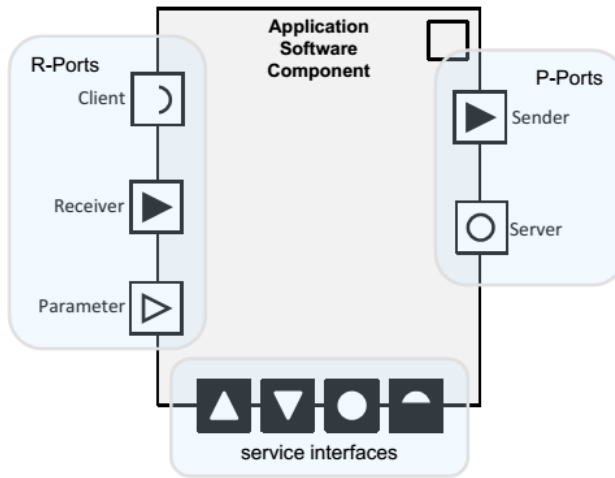 Application
Software
Component
R-Ports
Client
Receiver
Parameter
P-Ports
Sender
Server
service interfaces